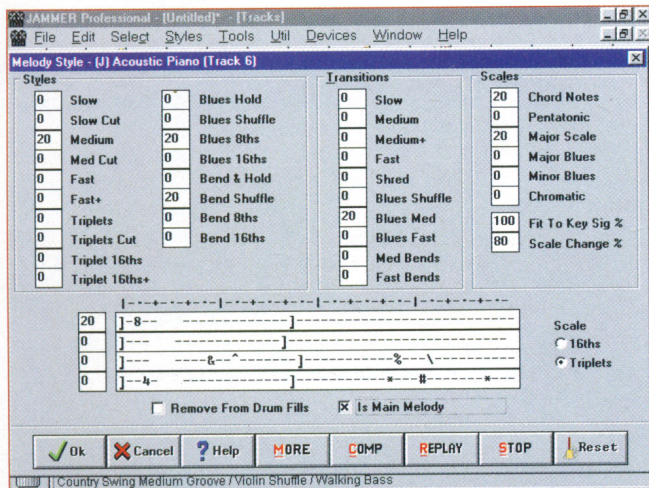 JAMMER Professional - [Untitled]* - [Tracks]
File Edit Select Styles Tools Util Devices Window Help
Melody Style - (J) Acoustic Piano (Track 6)
Styles
0 Slow
0 Slow Cut
20 Medium
0 Med Cut
0 Fast
0 Fast+
0 Triplets
0 Triplets Cut
0 Triplet 16ths
0 Triplet 16ths+
0 Blues Hold
0 Blues Shuffle
20 Blues 8ths
0 Blues 16ths
0 Bend & Hold
20 Bend Shuffle
0 Bend 8ths
0 Bend 16ths
Transitions
0 Slow
0 Medium
0 Medium+
0 Fast
0 Shred
0 Blues Shuffle
20 Blues Med
0 Blues Fast
0 Med Bends
0 Fast Bends
Scales
20 Chord Notes
0 Pentatonic
20 Major Scale
0 Major Blues
0 Minor Blues
0 Chromatic
100 Fit To Key Sig %
80 Scale Change %
|--+---+---+---|---+---+---+---|---+---+---+---|---+---+---+--
20 ]-8-- ----------------]
0 ]--- ---------------]
0 ]--- ----&--^--------]-------------%---\
0 ]--4- ----------------]--------------*---#-------*---
Scale
16ths
Triplets
Remove From Drum Fills
Is Main Melody
Ok
Cancel
Help
MORE
COMP
REPLAY
STOP
Reset
Country Swing Medium Groove / Violin Shuffle / Walking Bass